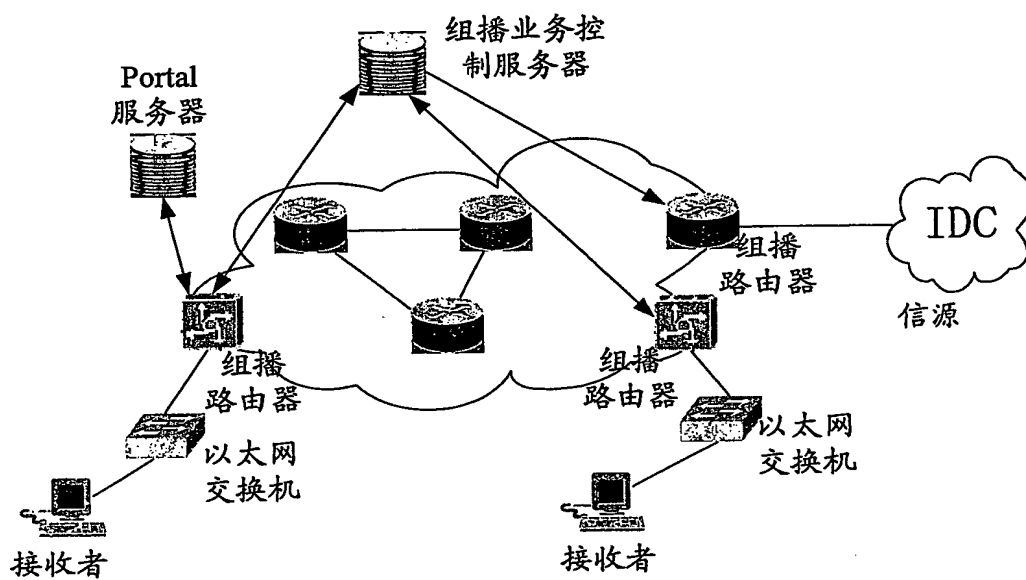 组播业务控
制服务器
Portal
服务器
IDC
信源
组播
路由器
组播
路由器
组播
路由器
以太网
交换机
以太网
交换机
接收者
接收者